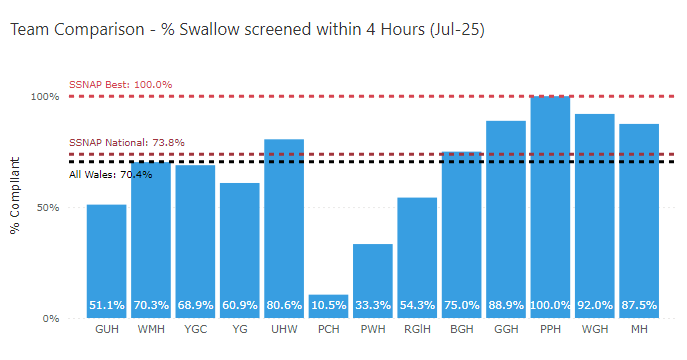 Team Comparison - % Swallow screened within 4 Hours (Jul-25)
SSNAP Best: 100.0%
100%
SSNAP National: 73.8%
All Wales: 70.4%
% Compliant
50%
51.1% 70.3% 68.9% 60.9% 80.6% 10.5% 33.3% 54.3% 75.0% 88.9% 100.0% 92.0% 87.5%
0%
GUH WMH YGC YG UHW PCH PWH RGlH BGH GGH PPH WGH MH